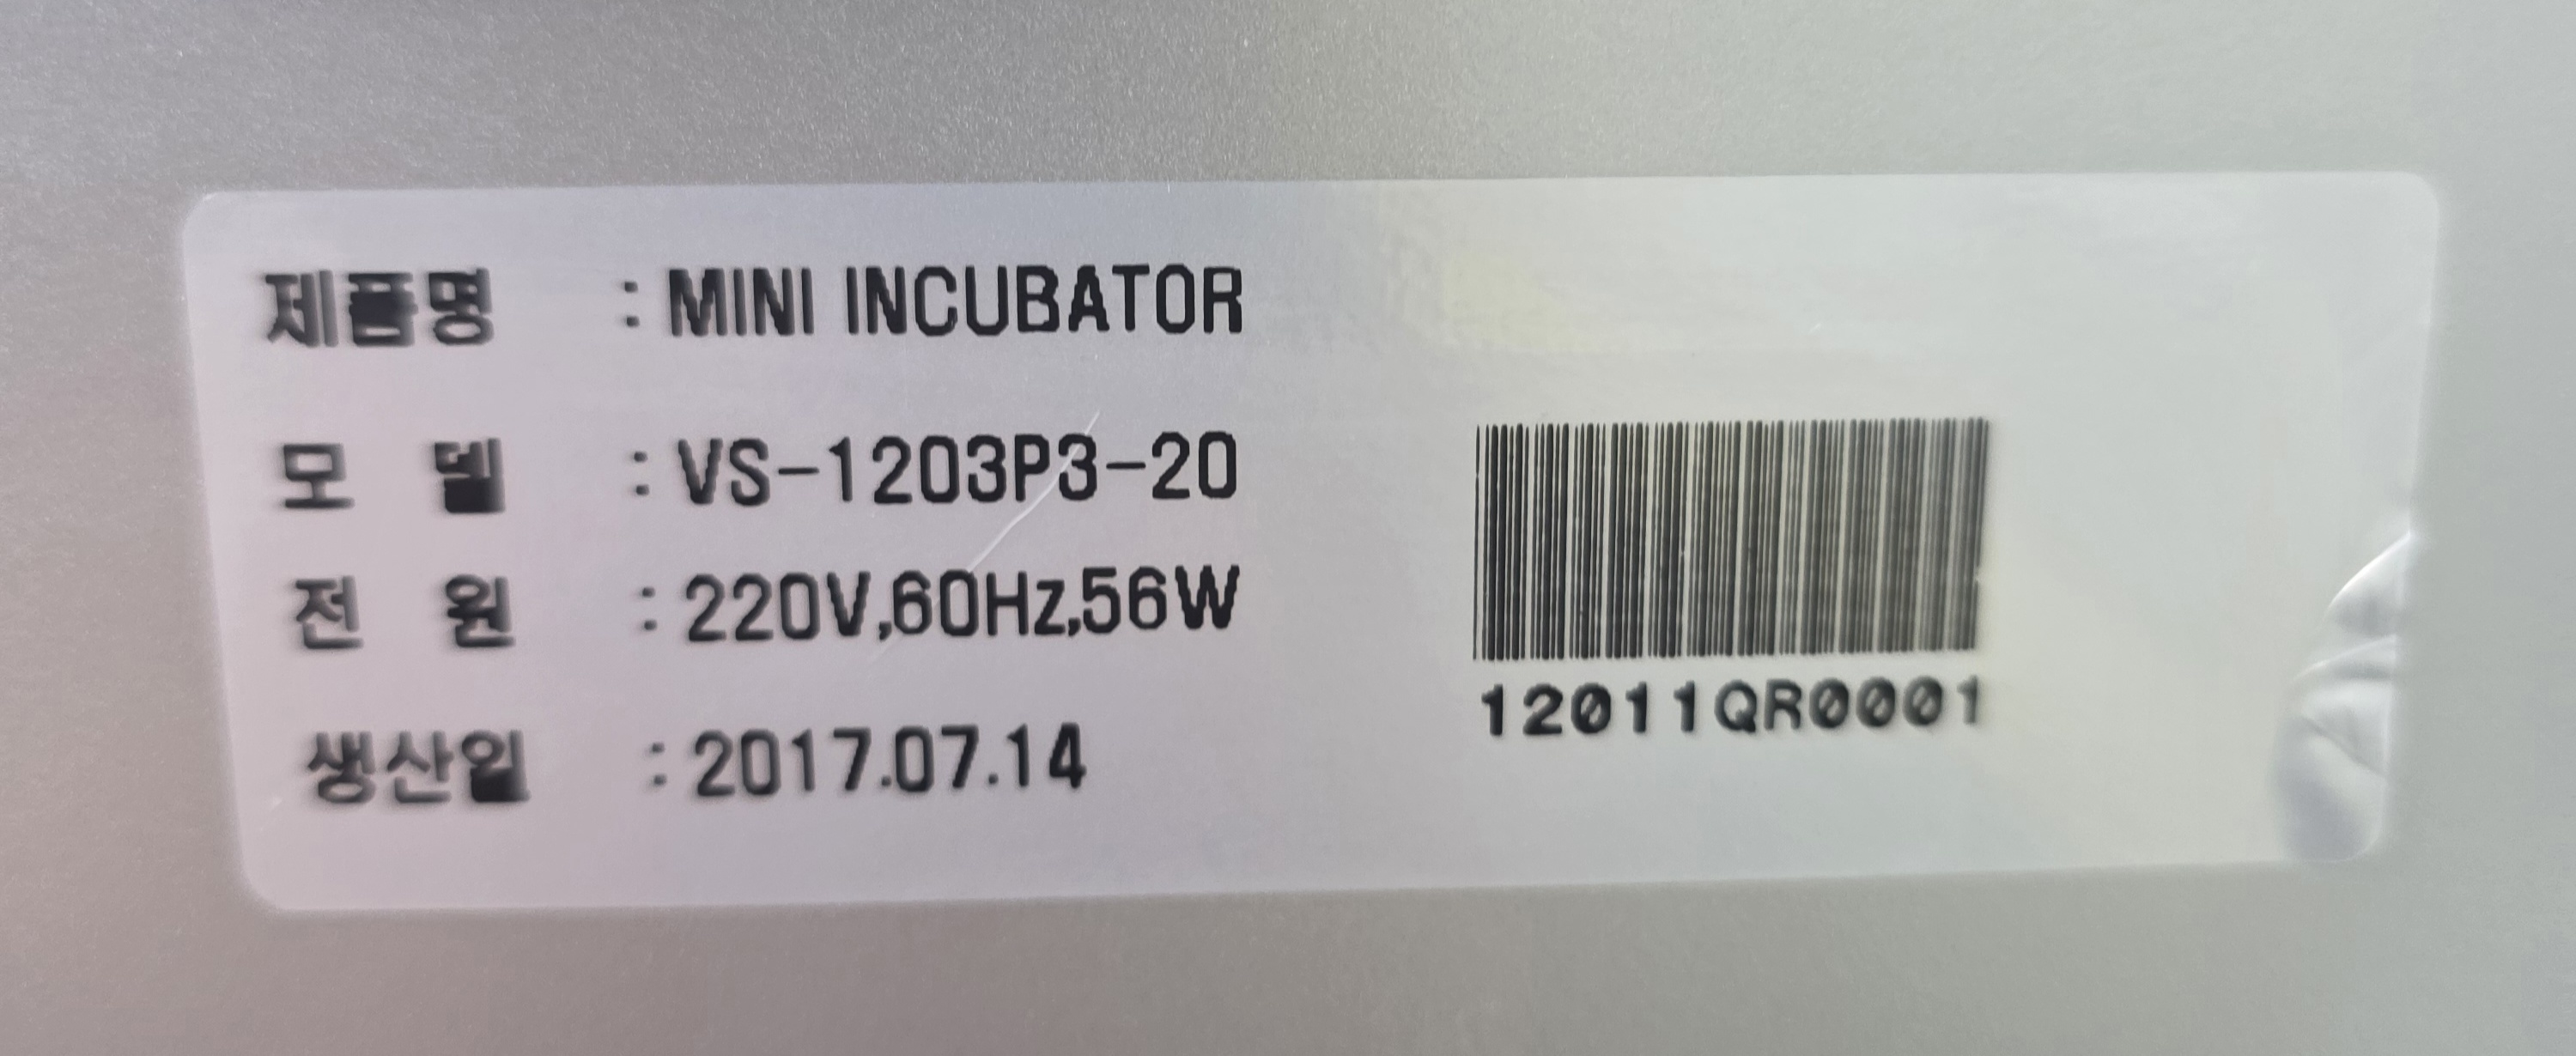 제품명 : MINI INCUBATOR
모 델 : VS-1203P3-20
전 원 : 220V,60Hz,56W
생산일 : 2017.07.14
12011QR0001